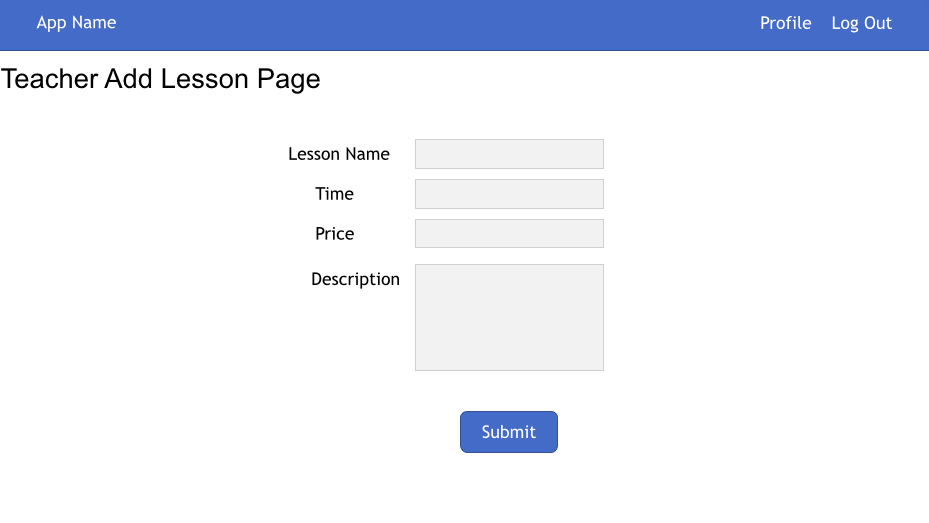 App Name Profile Log Out
Teacher Add Lesson Page
Lesson Name
Time
Price
Description
Submit